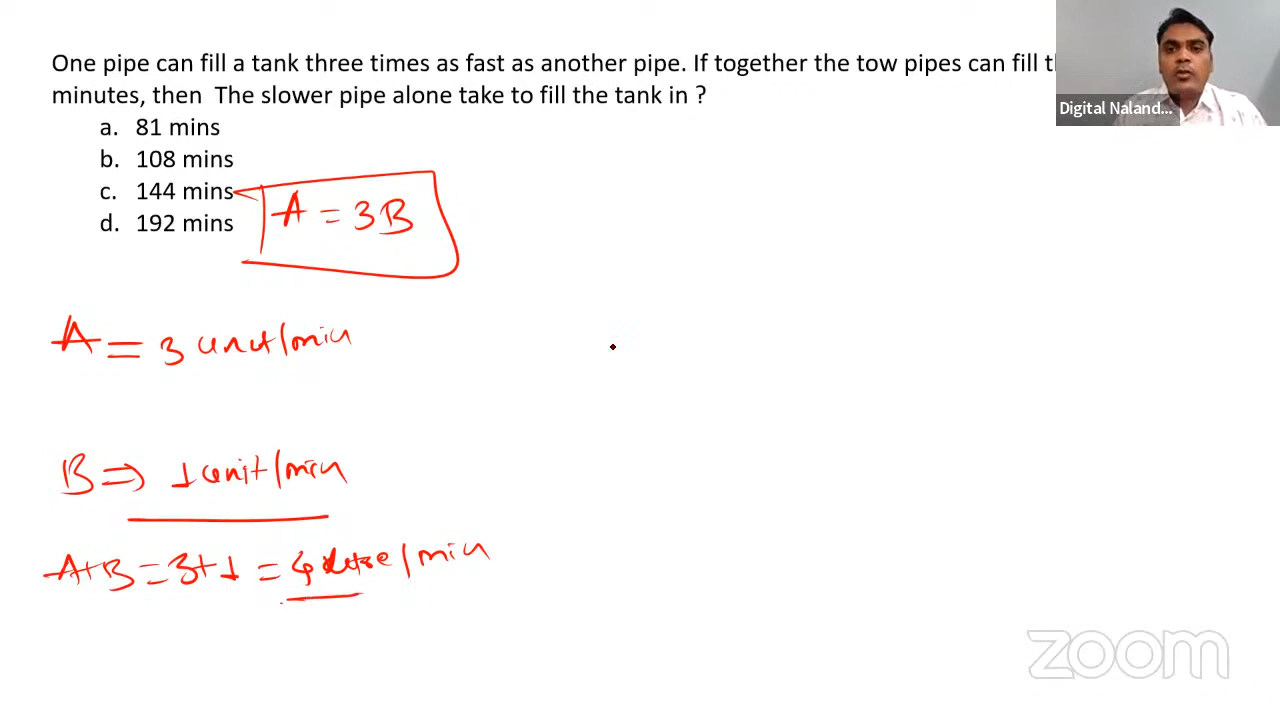 One pipe can fill a tank three times as fast as another pipe. If together the tow pipes can fill
minutes, then The slower pipe alone take to fill the tank in ?
a. 81 mins
b. 108 mins
c. 144 mins
d. 192 mins
Digital Naland...
A = 3B
A = 3 unit/min
B ⇒ 1 unit/min
A+B = 3+1 = 4 /min
zoom